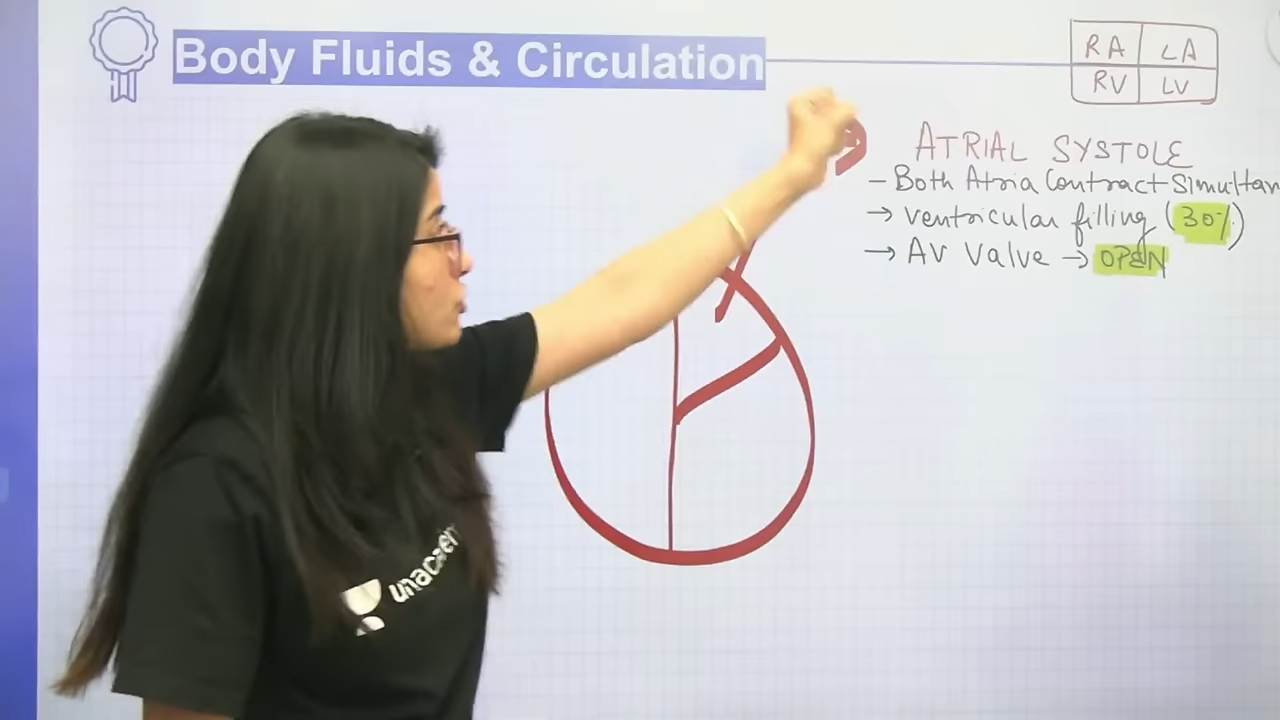 Body Fluids & Circulation
RA LA
RV LV
ATRIAL SYSTOLE
- Both Atria Contract Simultan
→ ventricular filling (30%)
→ AV Valve → OPEN
unacadem